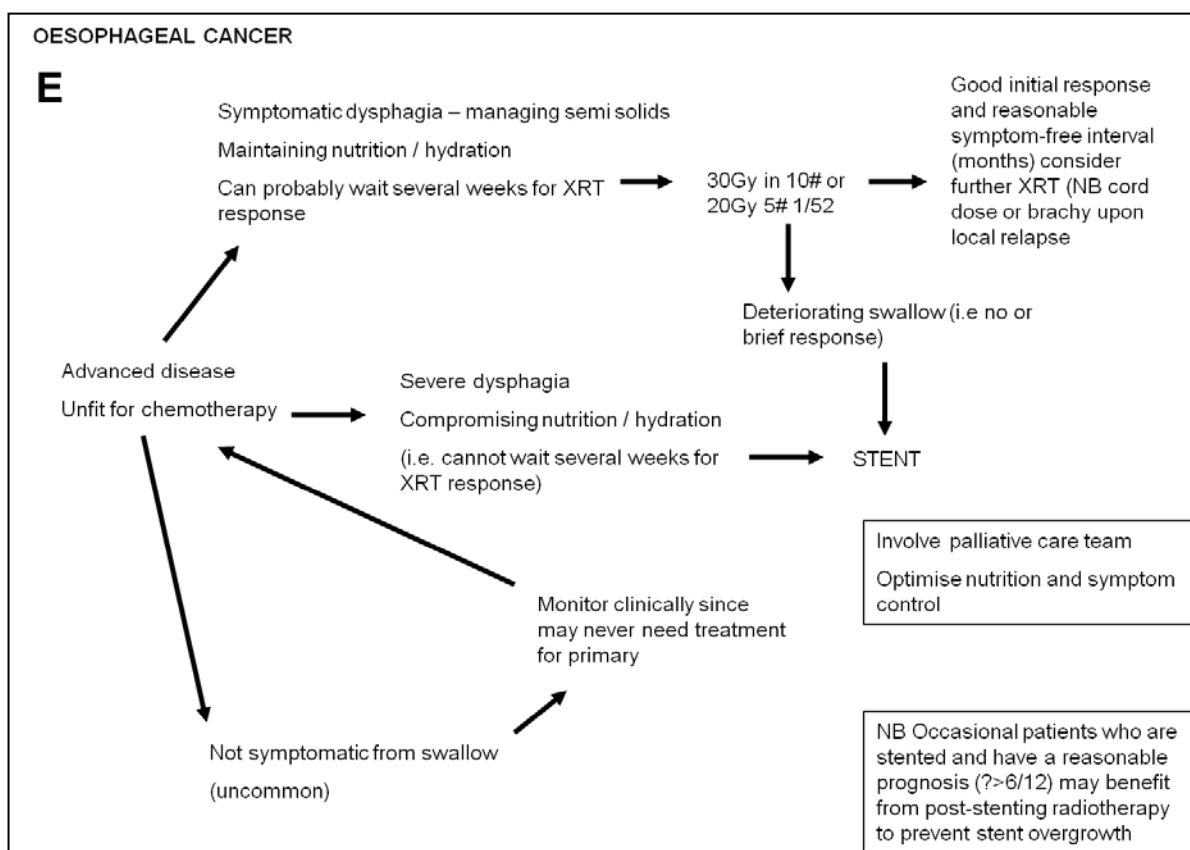 OESOPHAGEAL CANCER
E
Symptomatic dysphagia – managing semi solids
Maintaining nutrition / hydration
Can probably wait several weeks for XRT
response
30Gy in 10# or
20Gy 5# 1/52
Good initial response
and reasonable
symptom-free interval
(months) consider
further XRT (NB cord
dose or brachy upon
local relapse
Deteriorating swallow (i.e no or
brief response)
Advanced disease
Unfit for chemotherapy
Severe dysphagia
Compromising nutrition / hydration
(i.e. cannot wait several weeks for
XRT response)
STENT
Involve palliative care team
Optimise nutrition and symptom
control
Monitor clinically since
may never need treatment
for primary
Not symptomatic from swallow
(uncommon)
NB Occasional patients who are
stented and have a reasonable
prognosis (?>6/12) may benefit
from post-stenting radiotherapy
to prevent stent overgrowth